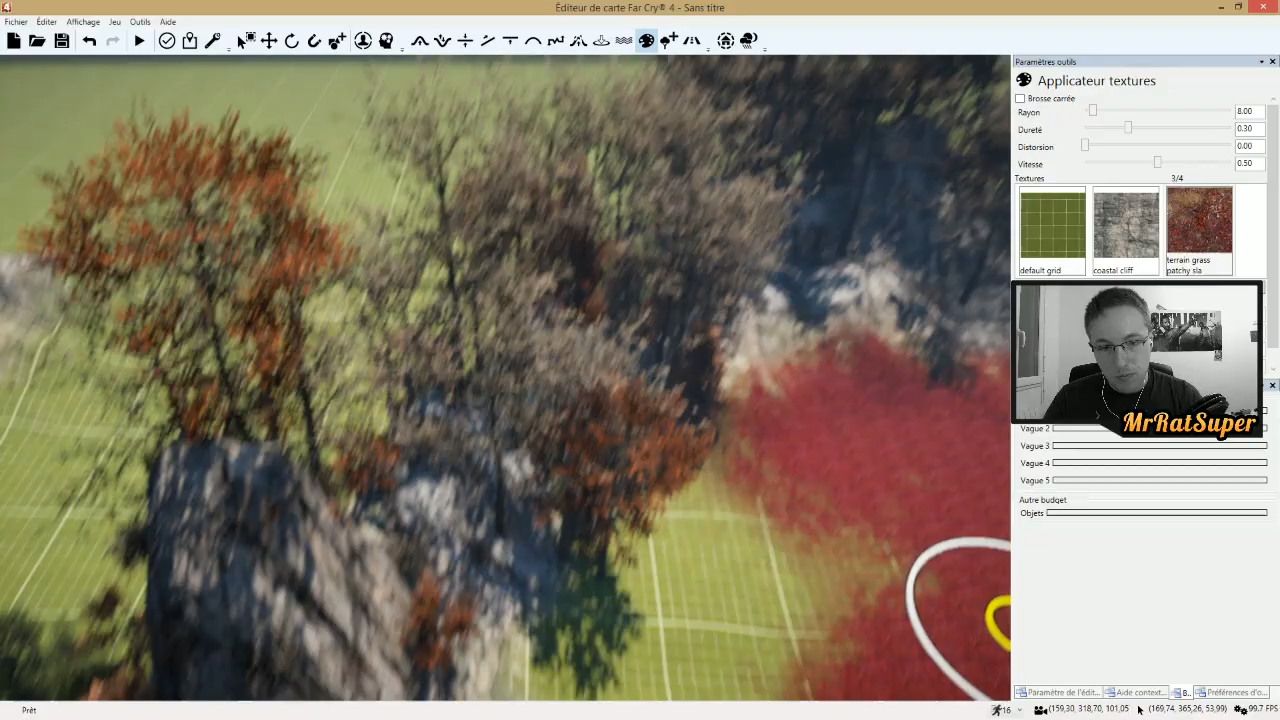 Éditeur de carte Far Cry® 4 - Sans titre
Fichier Éditer Affichage Jeu Outils Aide
Paramètres outils
Applicateur textures
Brosse carrée
Rayon 8.00
Dureté 0.30
Distorsion 0.00
Vitesse 0.50
Textures 3/4
default grid
coastal cliff
terrain grass
patchy sla
MrRatSuper
Vague 2
Vague 3
Vague 4
Vague 5
Autre budget
Objets
Paramètre de l'édit... Aide context... B... Préférences d'o...
Prêt
16 (159,30, 318,70, 101,05) (169,74, 365,26, 53,99) 99.7 FPS